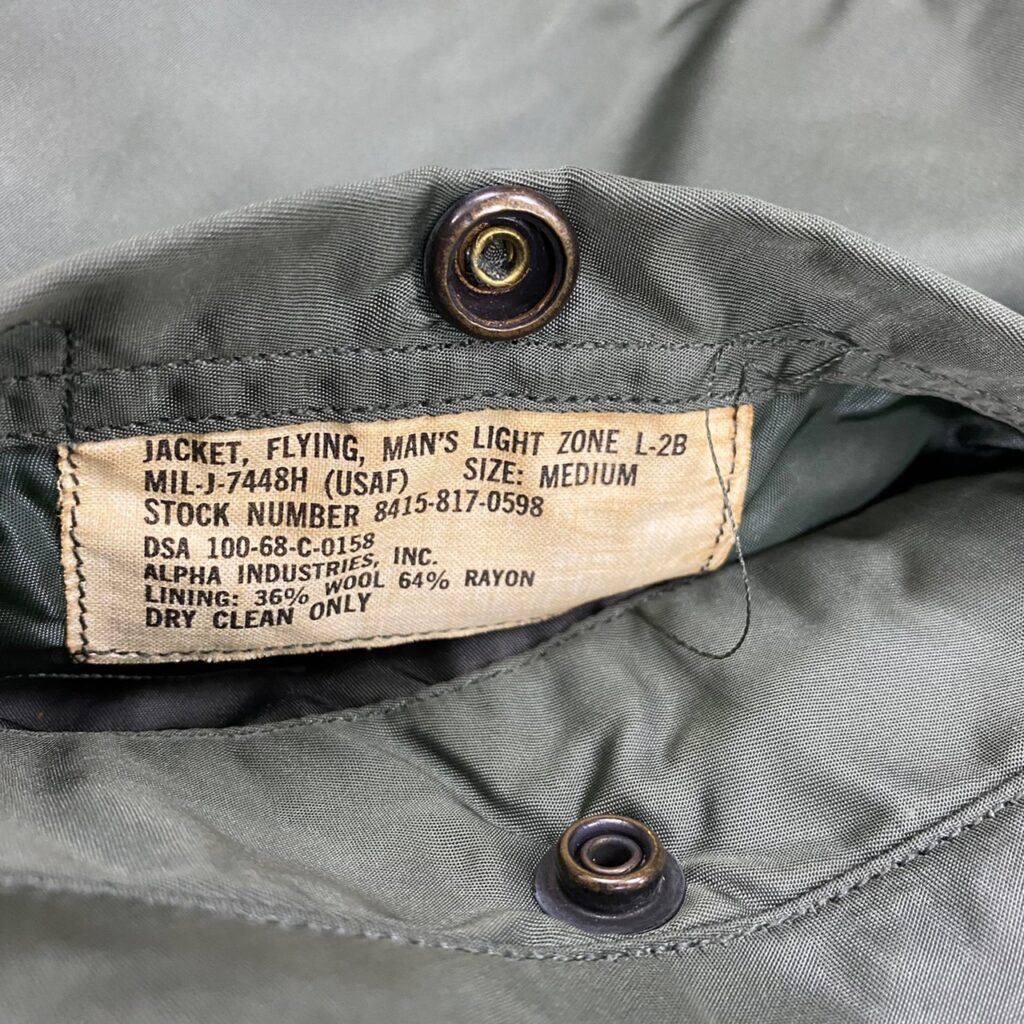 JACKET, FLYING, MAN'S LIGHT ZONE L-2B
MIL-J-7448H (USAF) SIZE: MEDIUM
STOCK NUMBER 8415-817-0598
DSA 100-68-C-0158
ALPHA INDUSTRIES, INC.
LINING: 36% WOOL 64% RAYON
DRY CLEAN ONLY